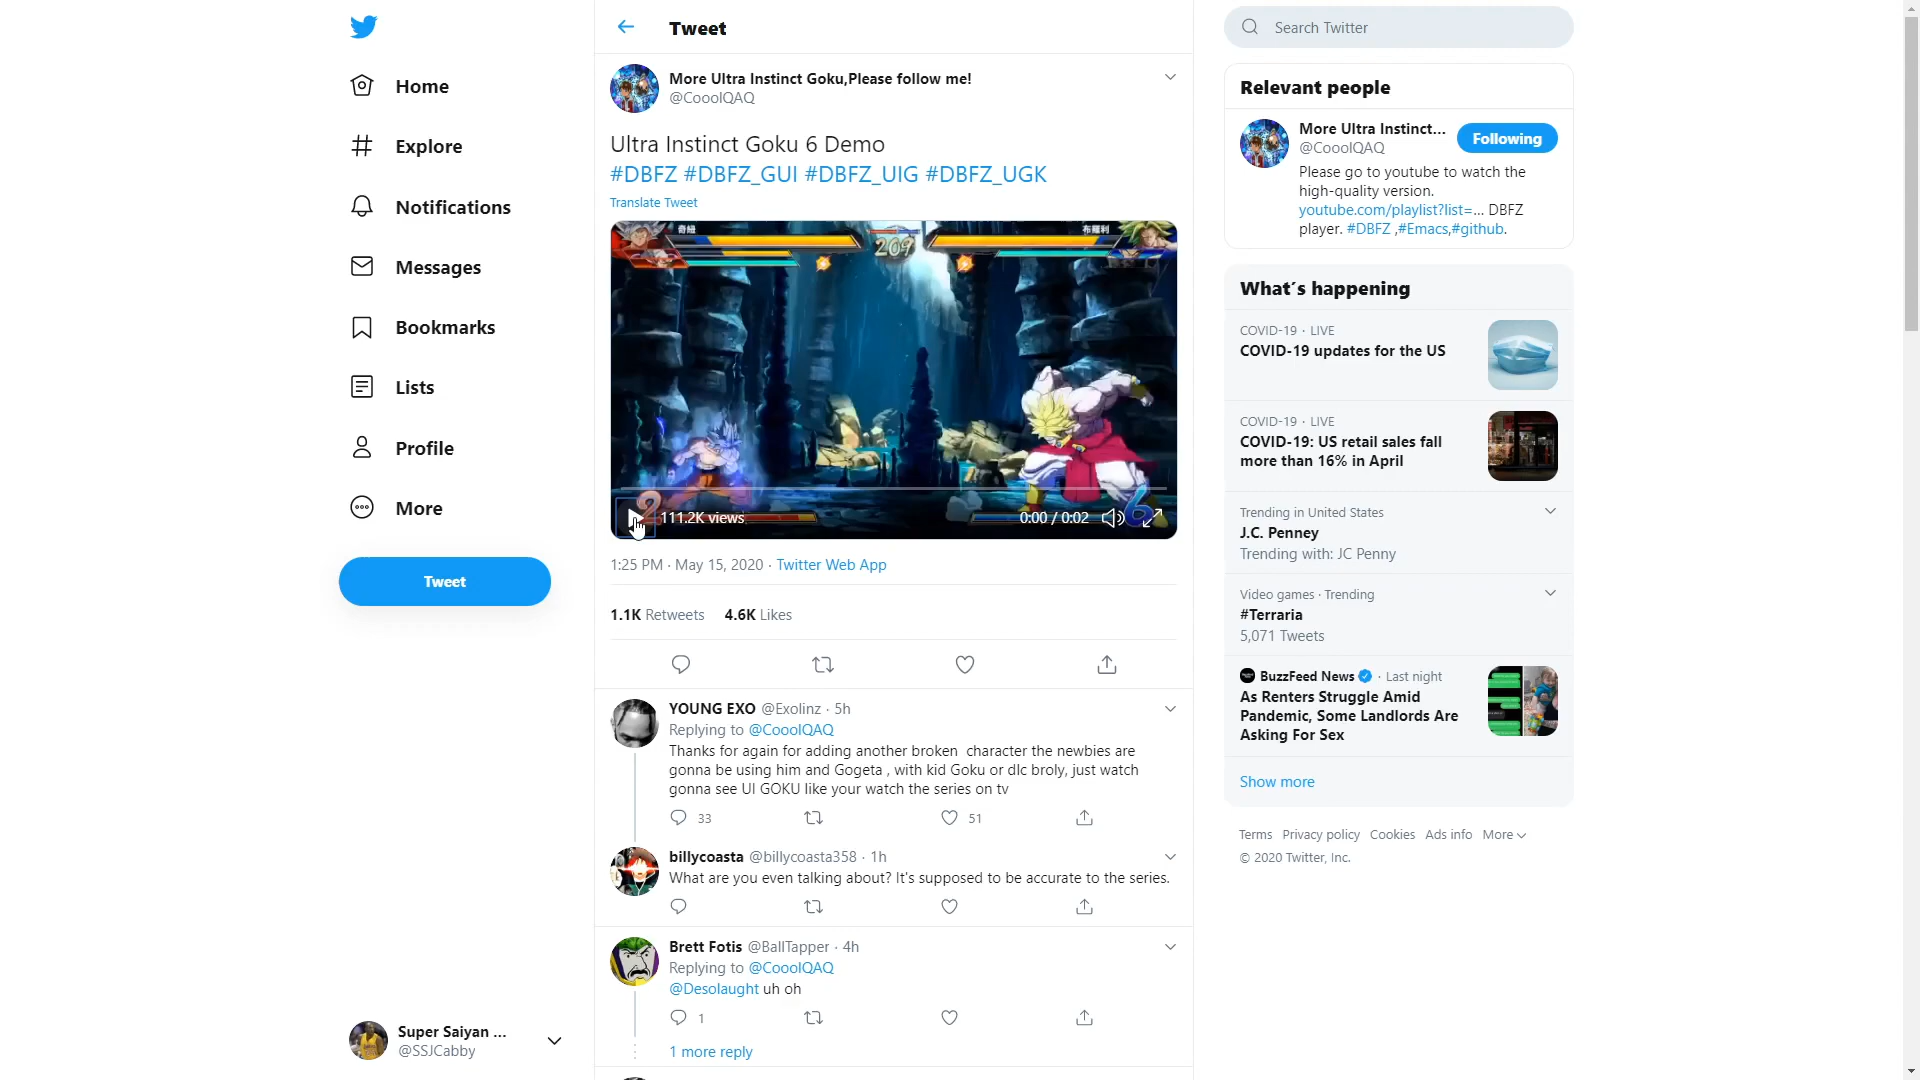 Home
Explore
Notifications
Messages
Bookmarks
Lists
Profile
More
Tweet
Super Saiyan ...
@SSJCabby
Tweet
More Ultra Instinct Goku,Please follow me!
@CooolQAQ
Ultra Instinct Goku 6 Demo
#DBFZ #DBFZ_GUI #DBFZ_UIG #DBFZ_UGK
Translate Tweet
209
布羅利
111.2K views
0:00 / 0:02
1:25 PM · May 15, 2020 · Twitter Web App
1.1K Retweets 4.6K Likes
YOUNG EXO @Exolinz · 5h
Replying to @CooolQAQ
Thanks for again for adding another broken character the newbies are
gonna be using him and Gogeta , with kid Goku or dlc broly, just watch
gonna see UI GOKU like your watch the series on tv
33
51
billycoasta @billycoasta358 · 1h
What are you even talking about? It's supposed to be accurate to the series.
Brett Fotis @BallTapper · 4h
Replying to @CooolQAQ
@Desolaught uh oh
1
1 more reply
Search Twitter
Relevant people
More Ultra Instinct...
@CooolQAQ
Following
Please go to youtube to watch the
high-quality version.
youtube.com/playlist?list=... DBFZ
player. #DBFZ ,#Emacs,#github.
What's happening
COVID-19 · LIVE
COVID-19 updates for the US
COVID-19 · LIVE
COVID-19: US retail sales fall
more than 16% in April
Trending in United States
J.C. Penney
Trending with: JC Penny
Video games · Trending
#Terraria
5,071 Tweets
BuzzFeed News · Last night
As Renters Struggle Amid
Pandemic, Some Landlords Are
Asking For Sex
Show more
Terms Privacy policy Cookies Ads info More
© 2020 Twitter, Inc.